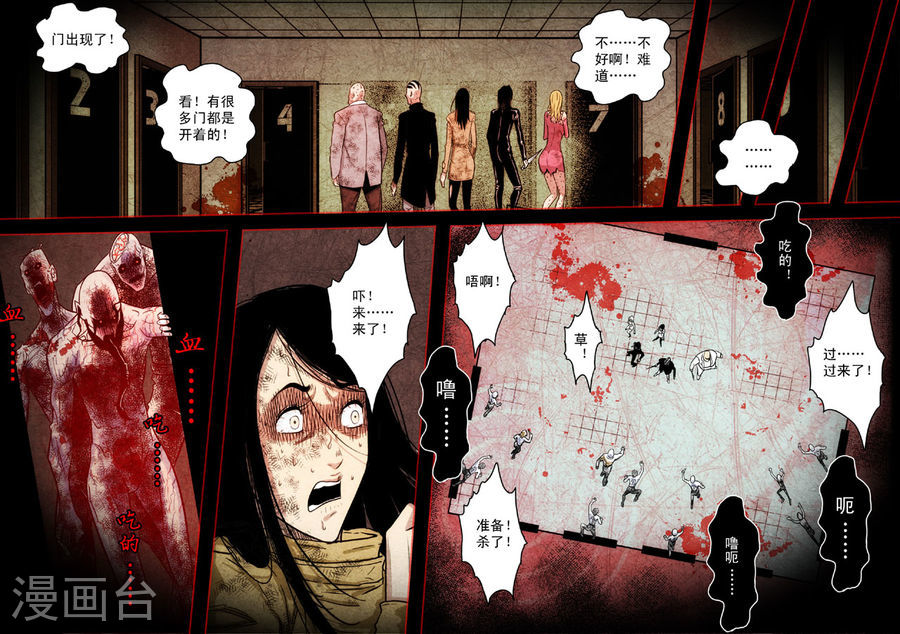 门出现了！
看！有很
多门都是
开着的！
不……不
好啊！难
道……
……
……
2
3
4
7
8
血……
血……
吃……
吃的……
吓！
来……
来了！
唔啊！
噜……
草！
吃的！
过……
过来了！
准备！
杀了！
噜呃……
呃……
漫画台